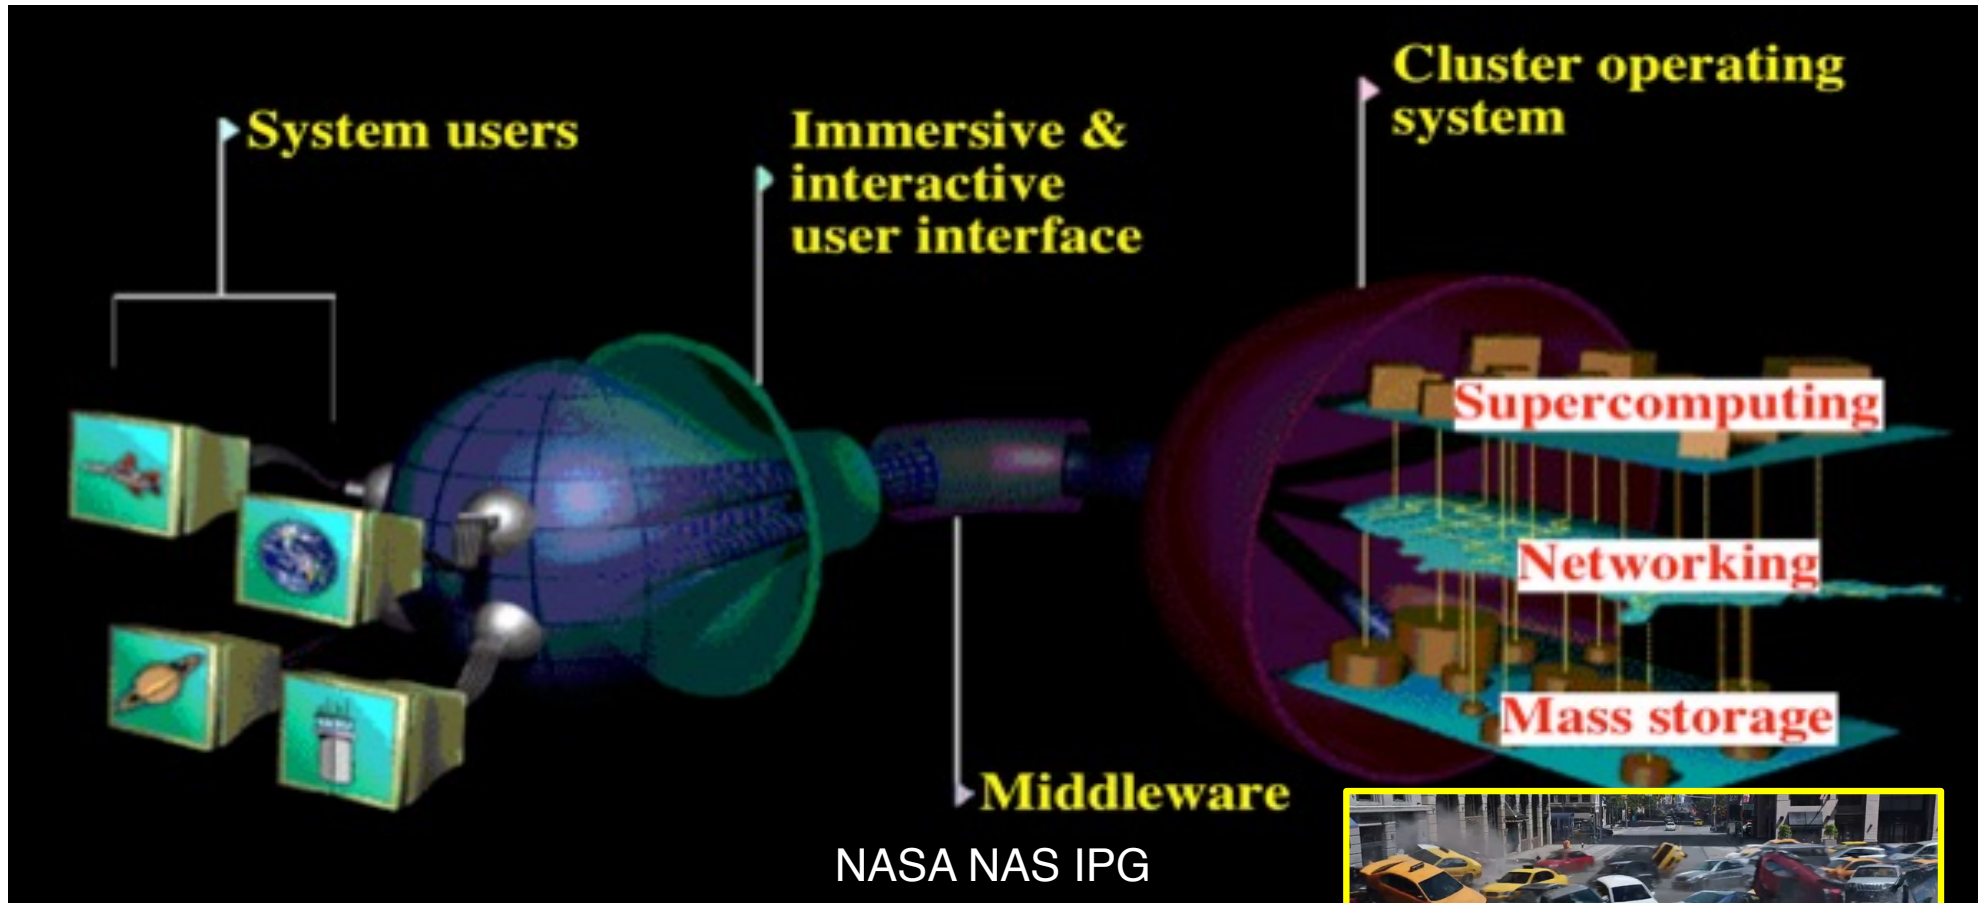 System users
Immersive &
interactive
user interface
Cluster operating
system
Supercomputing
Networking
Mass storage
Middleware
NASA NAS IPG